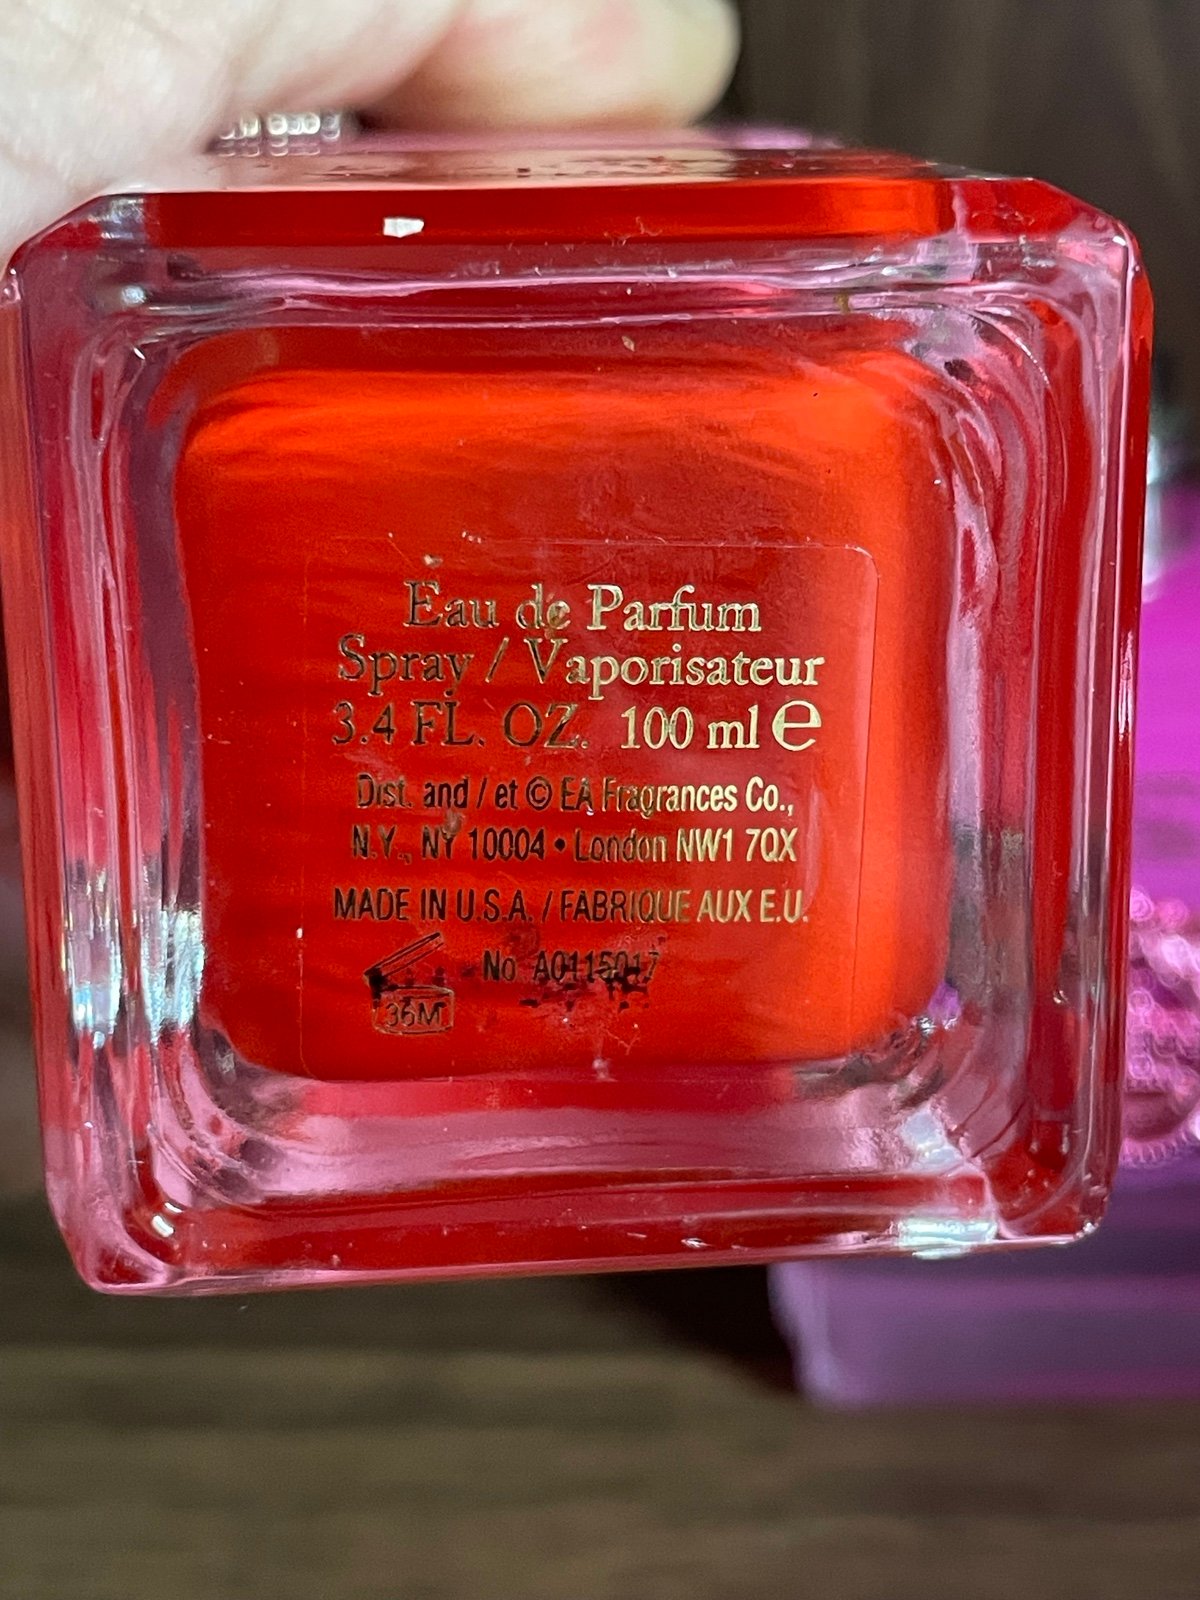 Eau de Parfum
Spray / Vaporisateur
3.4 FL. OZ. 100 ml ℮
Dist. and / et © EA Fragrances Co.,
N.Y., NY 10004 • London NW1 7QX
MADE IN U.S.A. / FABRIQUE AUX E.U.
No A0115017
36M